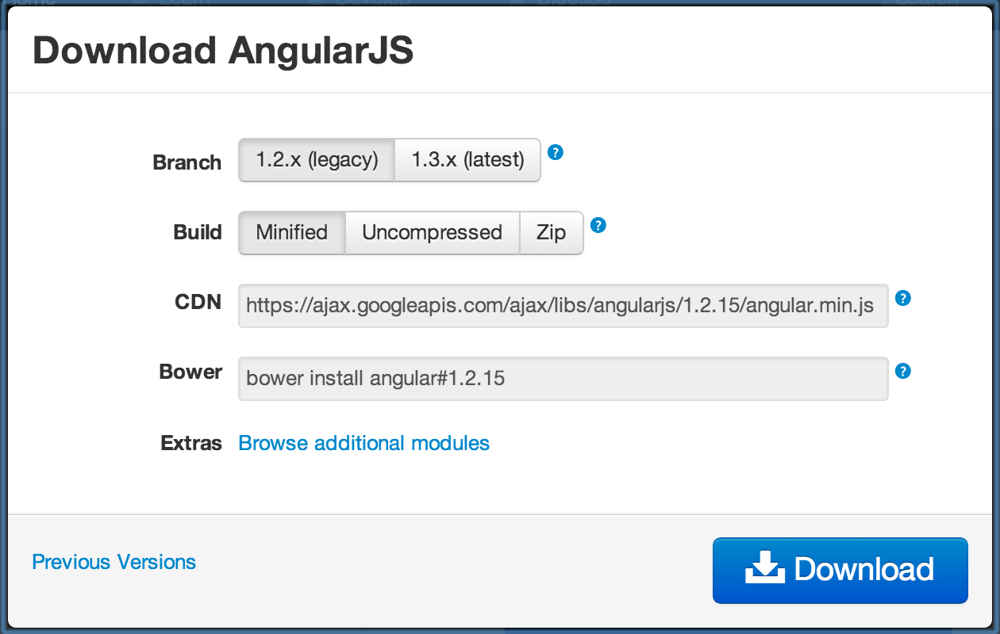 Download AngularJS
Branch 1.2.x (legacy) 1.3.x (latest) ?
Build Minified Uncompressed Zip ?
CDN https://ajax.googleapis.com/ajax/libs/angularjs/1.2.15/angular.min.js ?
Bower bower install angular#1.2.15 ?
Extras Browse additional modules
Previous Versions Download